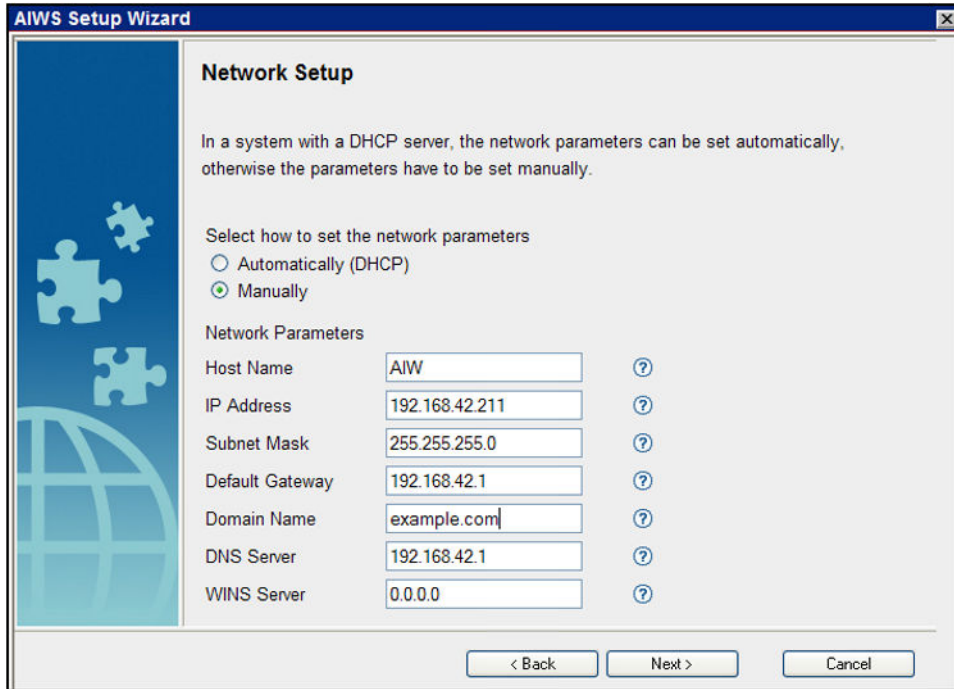 AIWS Setup Wizard
Network Setup
In a system with a DHCP server, the network parameters can be set automatically,
otherwise the parameters have to be set manually.
Select how to set the network parameters
Automatically (DHCP)
Manually
Network Parameters
Host Name AIW
IP Address 192.168.42.211
Subnet Mask 255.255.255.0
Default Gateway 192.168.42.1
Domain Name example.com
DNS Server 192.168.42.1
WINS Server 0.0.0.0
< Back Next > Cancel